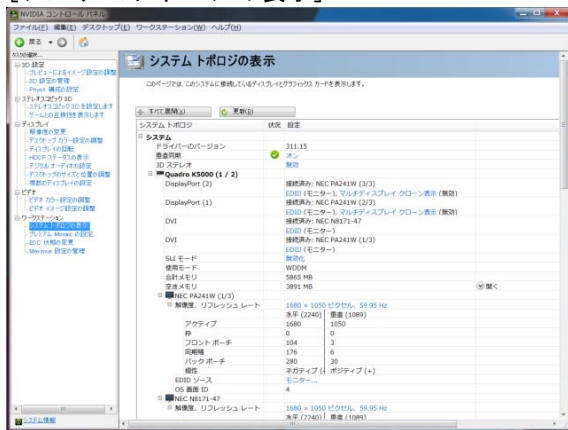 NVIDIA コントロール パネル
ファイル(F) 編集(E) デスクトップ(T) ワークステーション(W) ヘルプ(H)
戻る
3D 設定
プレビューによるイメージ設定の調整
3D 設定の管理
PhysX 構成の設定
ステレオスコピック 3D
ステレオスコピック 3D を設定します
ゲームとの互換性を表示します
ディスプレイ
解像度の変更
デスクトップ カラー設定の調整
ディスプレイの回転
HDCP ステータスの表示
デジタル オーディオの設定
デスクトップのサイズと位置の調整
複数のディスプレイの設定
ビデオ
ビデオ カラー設定の調整
ビデオ イメージ設定の調整
ワークステーション
システム トポロジの表示
プレミアム Mosaic の設定
ECC 状態の変更
Maximus 設定の管理
システム情報
システム トポロジの表示
このページでは、このシステムに接続しているディスプレイとグラフィックス カードを表示します。
すべて展開(x) 更新(R)
システム トポロジ 状況 設定
システム
ドライバーのバージョン 311.15
垂直同期 オン
3D ステレオ 無効
Quadro K5000 (1 / 2)
DisplayPort (2) 接続済み: NEC PA241W (3/3)
EDID (モニター), マルチディスプレイ クローン表示 (無効)
DisplayPort (1) 接続済み: NEC PA241W (2/3)
EDID (モニター), マルチディスプレイ クローン表示 (無効)
DVI 接続済み: NEC N8171-47
EDID (モニター)
DVI 接続済み: NEC PA241W (1/3)
EDID (モニター)
SLI モード 無効化
使用モード WDDM
合計メモリ 5865 MB
空きメモリ 3891 MB 開く
NEC PA241W (1/3)
解像度、リフレッシュ レート 1680 × 1050 ピクセル、59.95 Hz
水平 (2240) 垂直 (1089)
アクティブ 1680 1050
枠 0 0
フロント ポーチ 104 3
同期幅 176 6
バック ポーチ 280 30
極性 ネガティブ (- ポジティブ (+)
EDID ソース モニター...
OS 画面 ID 4
NEC N8171-47
解像度、リフレッシュ レート 1680 × 1050 ピクセル、59.95 Hz
水平 (2240) 垂直 (1089)